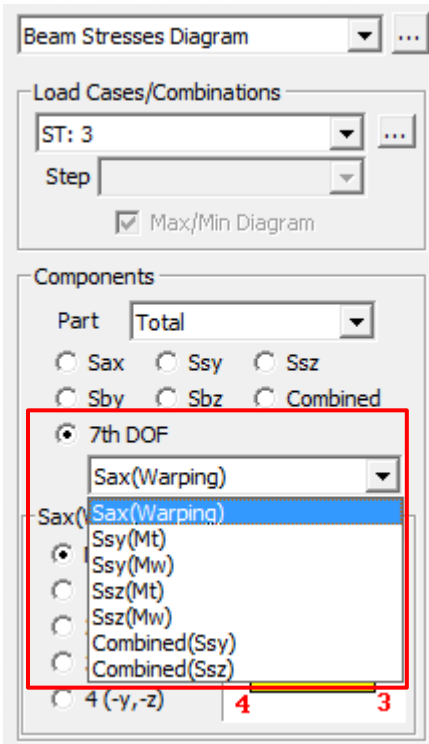 Beam Stresses Diagram ...
Load Cases/Combinations
ST: 3 ...
Step
Max/Min Diagram
Components
Part Total
Sax Ssy Ssz
Sby Sbz Combined
7th DOF
Sax(Warping)
Sax(
Sax(Warping)
Ssy(Mt)
Ssy(Mw)
Ssz(Mt)
Ssz(Mw)
Combined(Ssy)
Combined(Ssz)
4 (-y,-z) 4 3